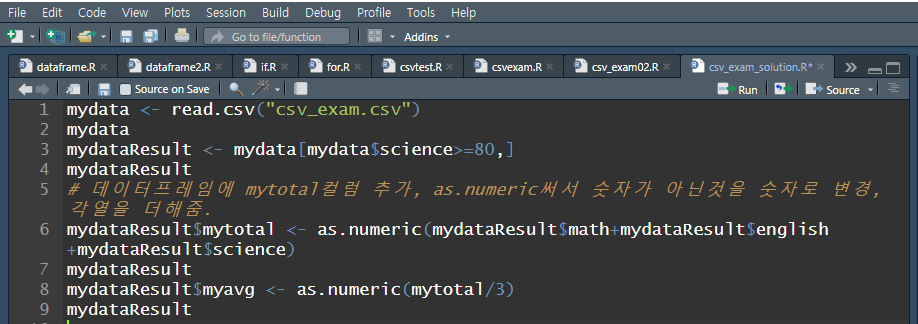 File Edit Code View Plots Session Build Debug Profile Tools Help
Go to file/function Addins
dataframe.R dataframe2.R if.R for.R csvtest.R csvexam.R csv_exam02.R csv_exam_solution.R*
Source on Save Run Source
1 mydata <- read.csv("csv_exam.csv")
2 mydata
3 mydataResult <- mydata[mydata$science>=80,]
4 mydataResult
5 # 데이터프레임에 mytotal컬럼 추가, as.numeric써서 숫자가 아닌것을 숫자로 변경,
각열을 더해줌.
6 mydataResult$mytotal <- as.numeric(mydataResult$math+mydataResult$english
+mydataResult$science)
7 mydataResult
8 mydataResult$myavg <- as.numeric(mytotal/3)
9 mydataResult